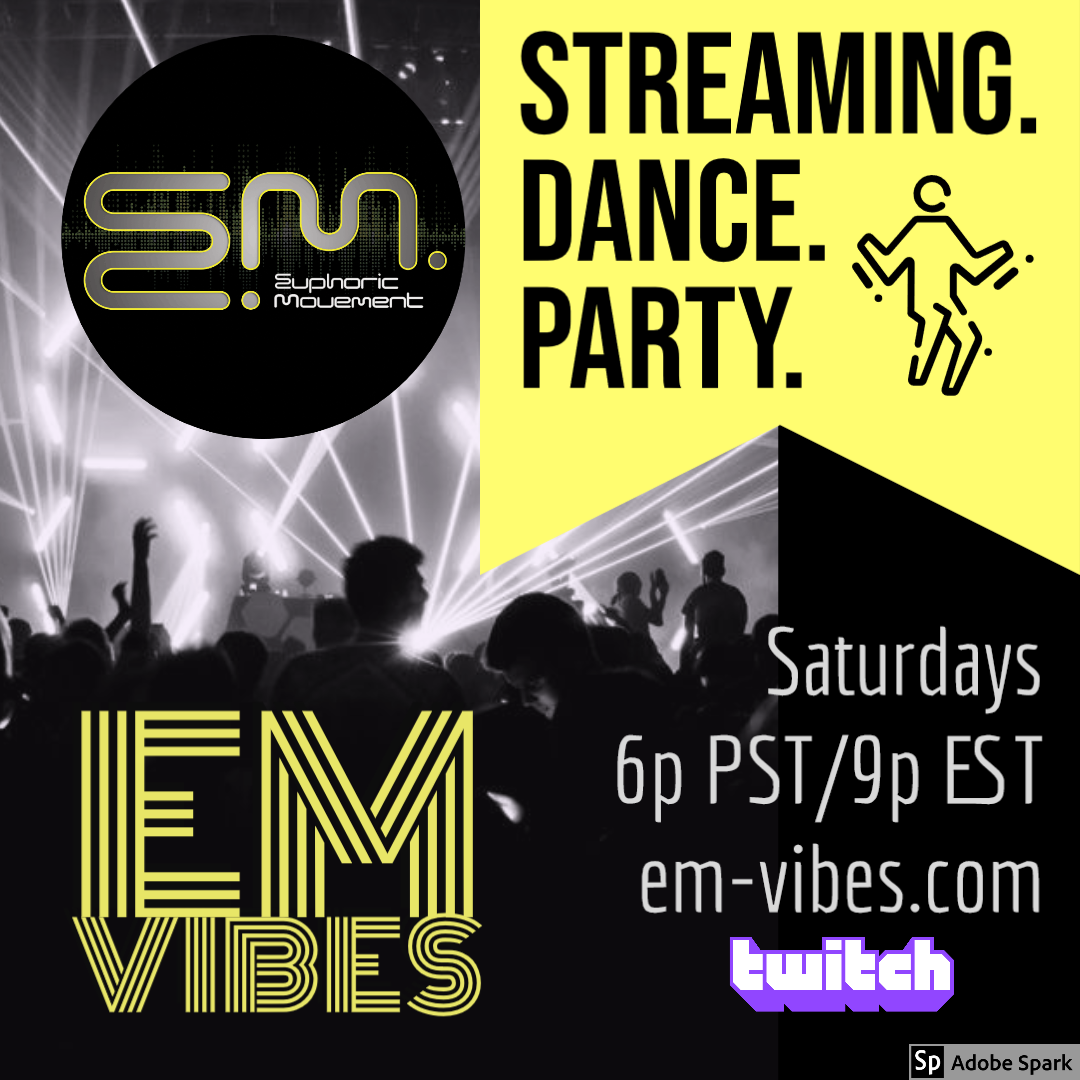 STREAMING.
DANCE.
PARTY.
E.M.
Euphoric
Movement
Saturdays
6p PST/9p EST
em-vibes.com
EM
VIBES
twitch
Sp Adobe Spark